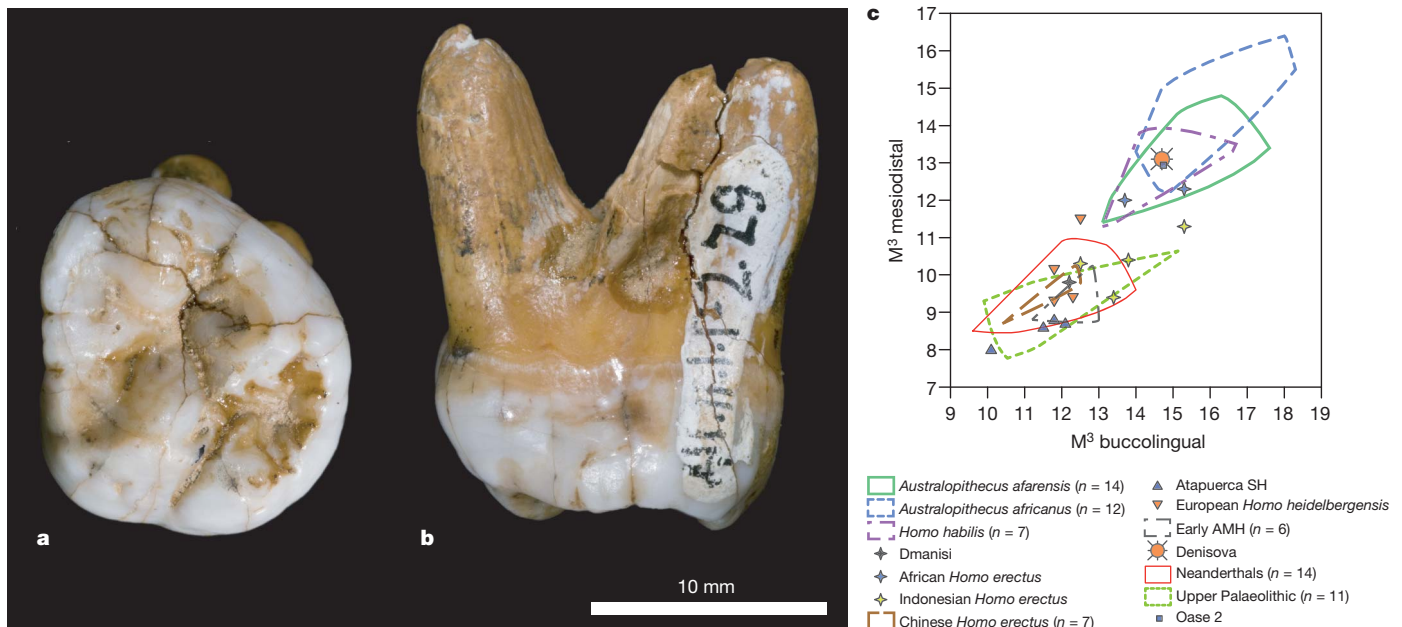 a
b
10 mm
c
17
16
15
14
13
12
11
10
9
8
7
M³ mesiodistal
9 10 11 12 13 14 15 16 17 18 19
M³ buccolingual
Australopithecus afarensis (n = 14)
Australopithecus africanus (n = 12)
Homo habilis (n = 7)
Dmanisi
African Homo erectus
Indonesian Homo erectus
Chinese Homo erectus (n = 7)
Atapuerca SH
European Homo heidelbergensis
Early AMH (n = 6)
Denisova
Neanderthals (n = 14)
Upper Palaeolithic (n = 11)
Oase 2